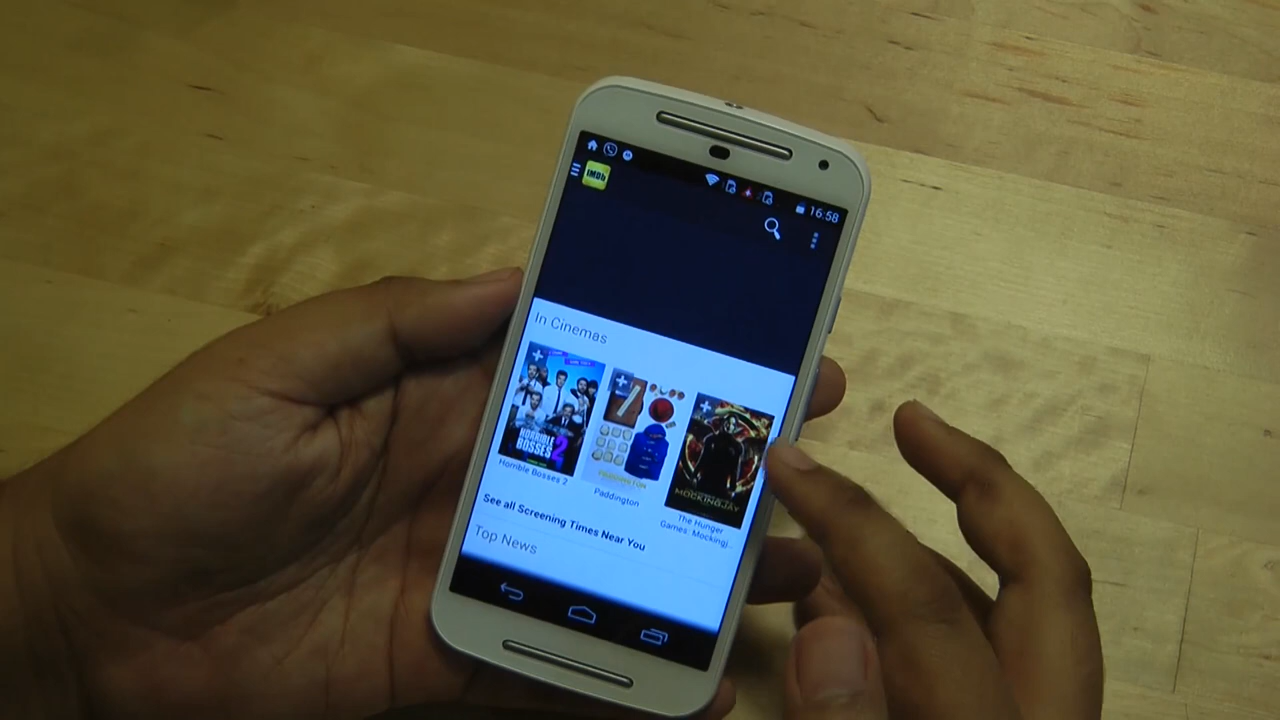 16:58
IMDb
In Cinemas
HORRIBLE
BOSSES 2
PADDINGTON
MOCKINGJAY
Horrible Bosses 2
Paddington
The Hunger
Games: Mockingj..
See all Screening Times Near You
Top News